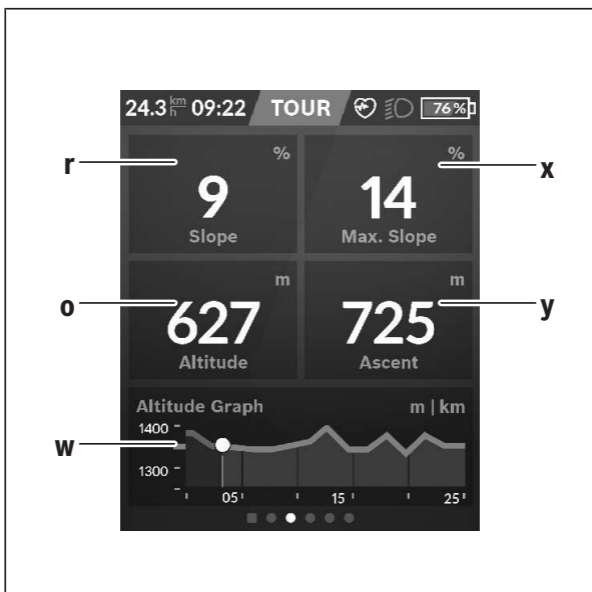 24.3 km/h 09:22 TOUR 76%
% %
r 9 14 x
Slope Max. Slope
m m
o 627 725 y
Altitude Ascent
Altitude Graph m | km
1400
w
1300
05 15 25